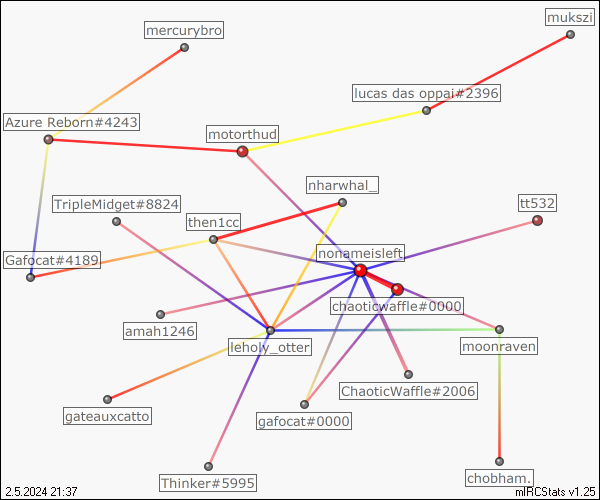 mercurybro
mukszi
lucas das oppai#2396
Azure Reborn#4243
motorthud
nharwhal_
TripleMidget#8824
tt532
then1cc
nonameisleft
Gafocat#4189
chaoticwaffle#0000
amah1246
leholy_otter
moonraven
ChaoticWaffle#2006
gateauxcatto
gafocat#0000
Thinker#5995
chobham.
2.5.2024 21:37
mIRCStats v1.25